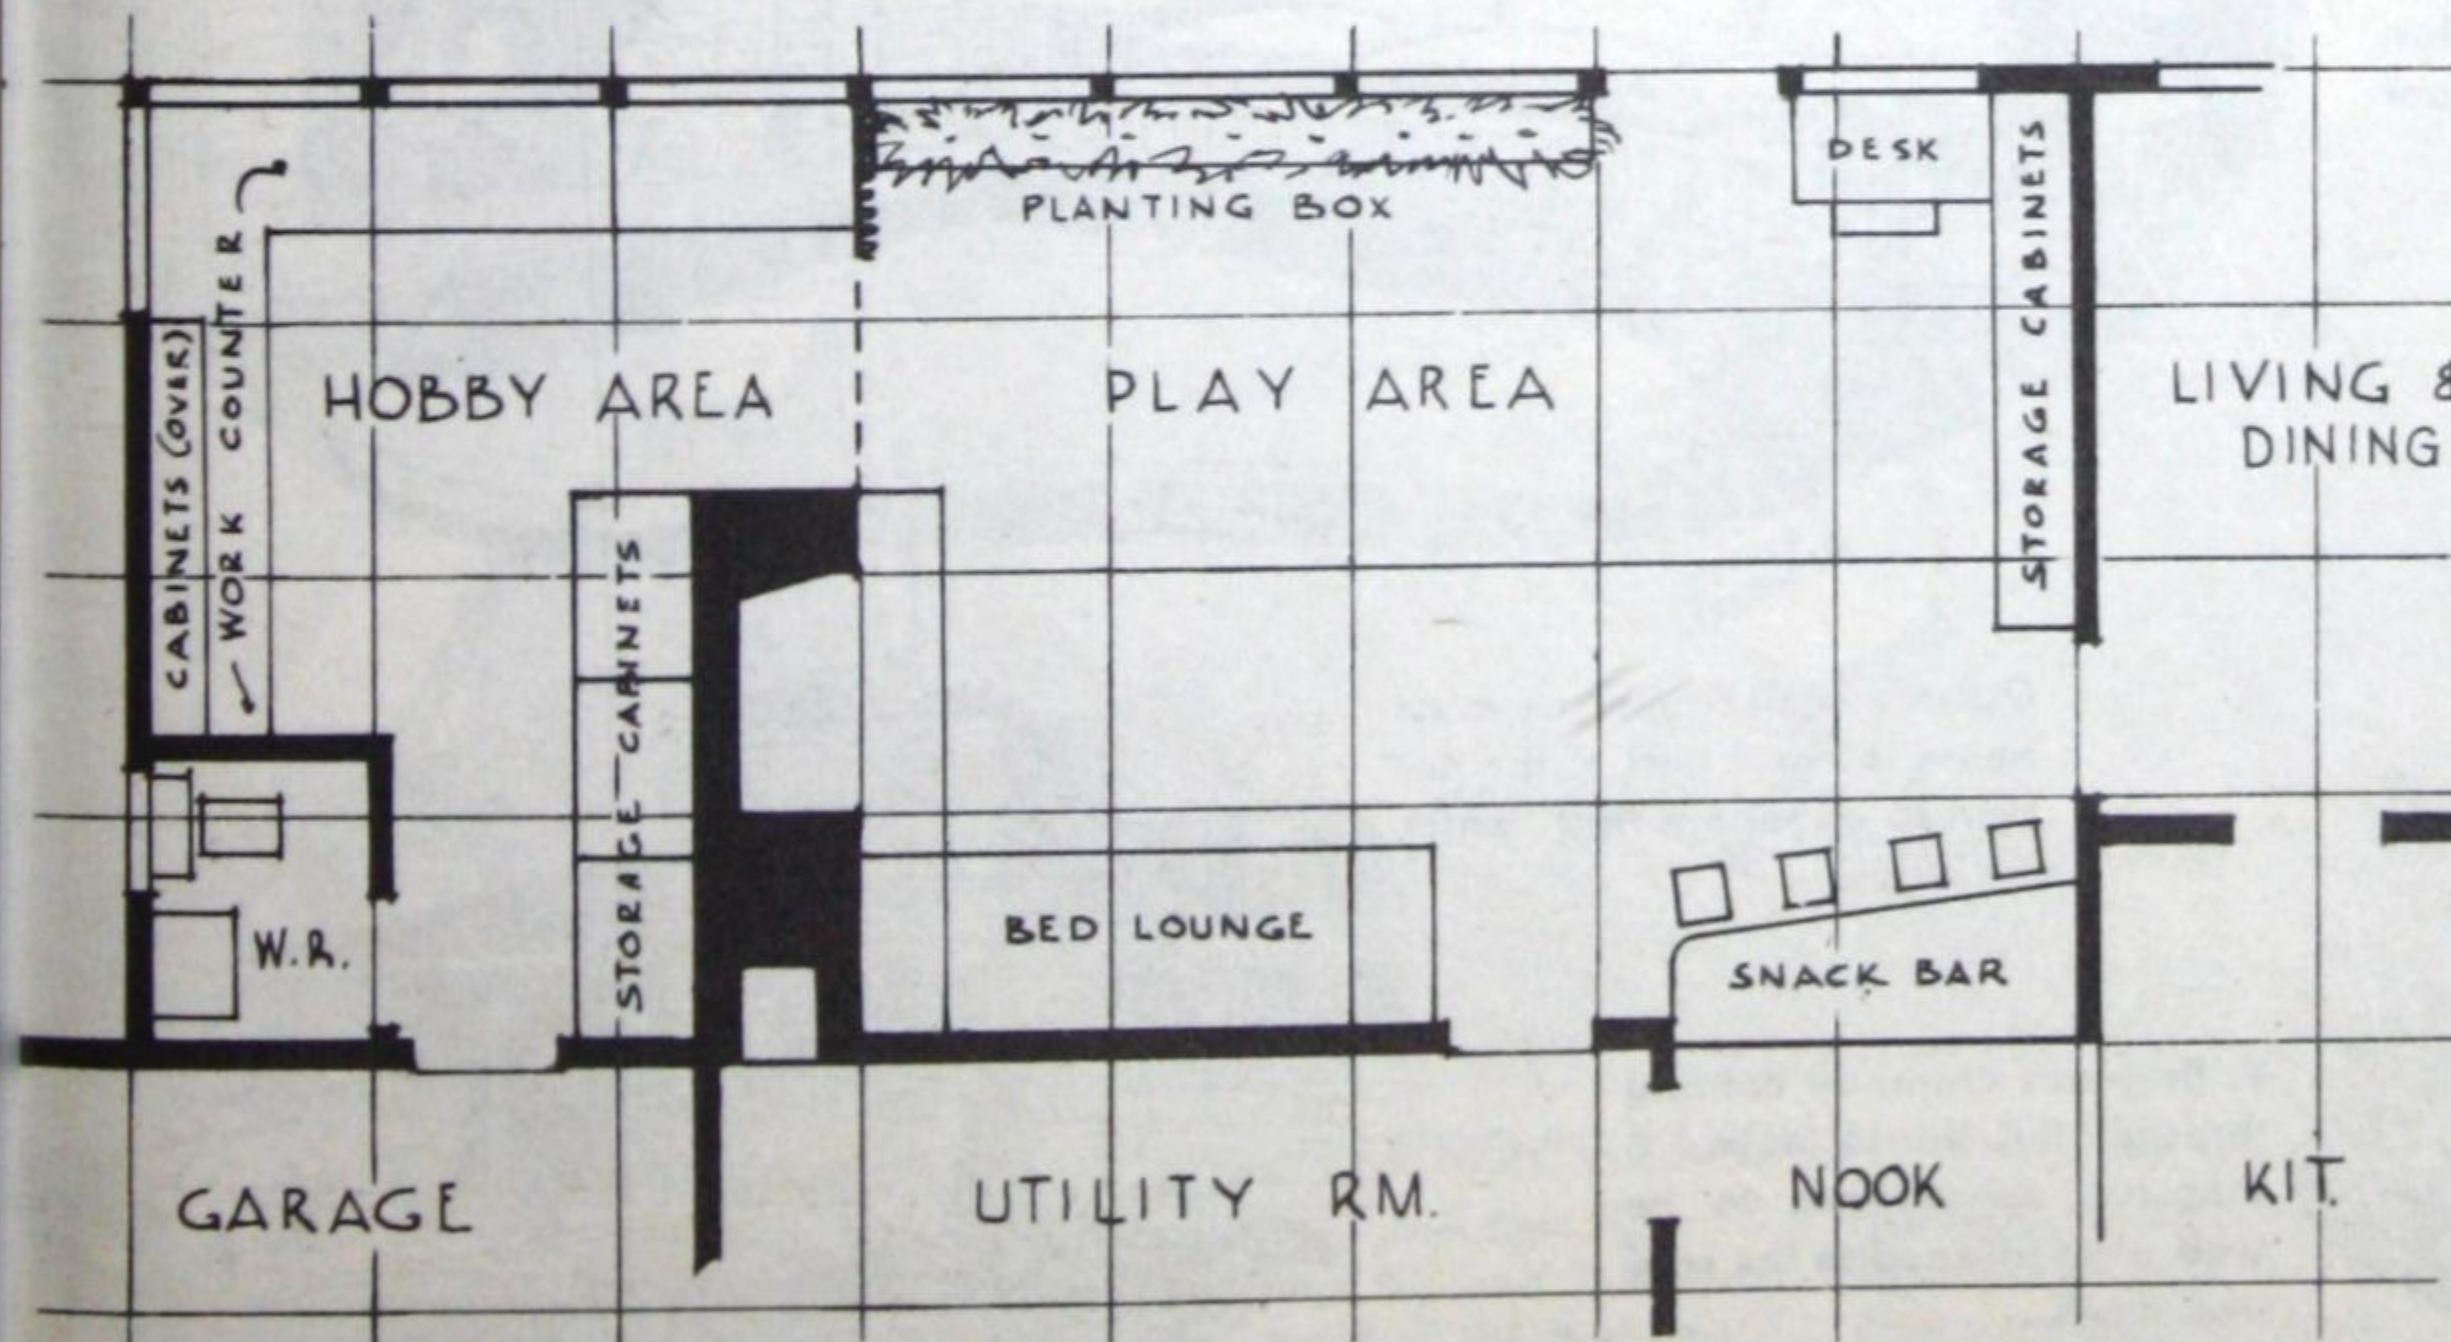 DESK
PLANTING BOX
CABINETS (OVER)
WORK COUNTER
HOBBY AREA
PLAY AREA
STORAGE CABINETS
LIVING &
DINING
STORAGE CABINETS
W.R.
BED LOUNGE
SNACK BAR
GARAGE
UTILITY RM.
NOOK
KIT.